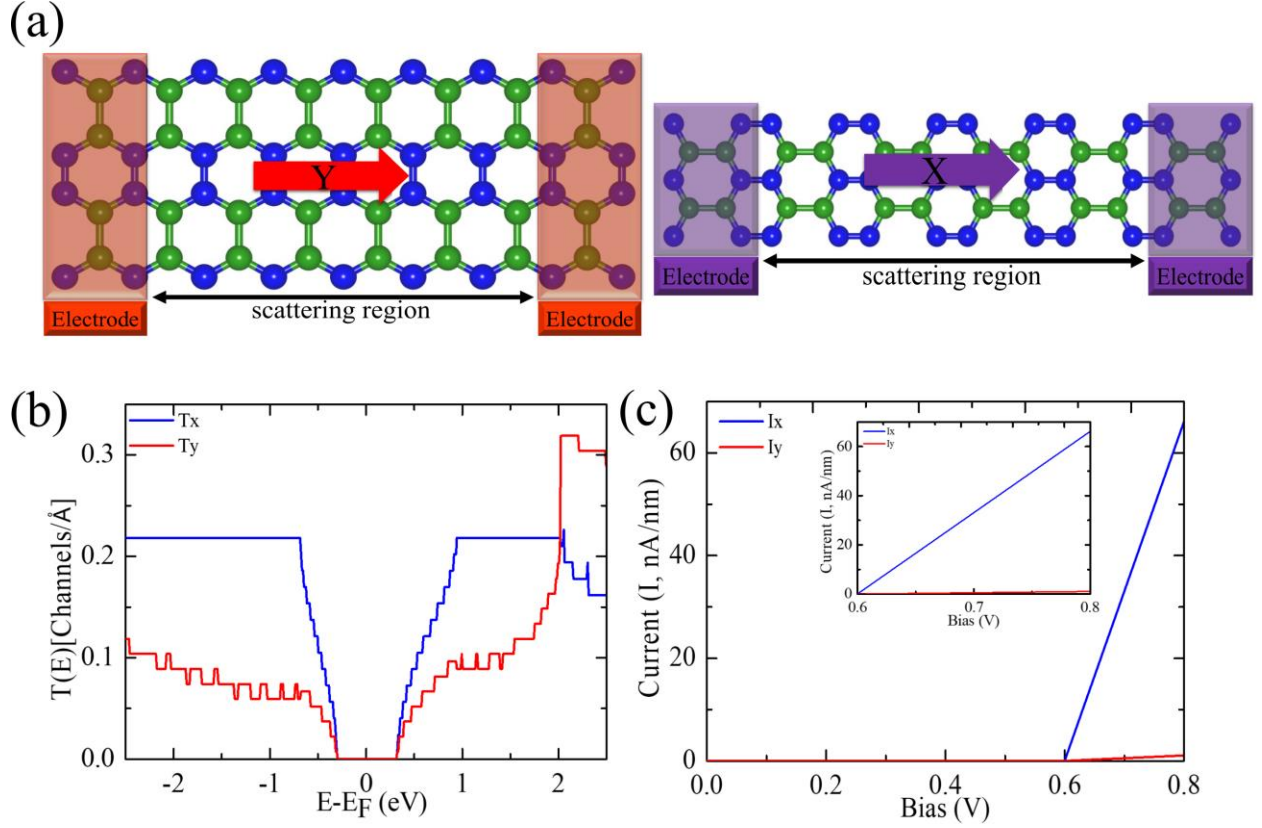 (a)
Y
X
Electrode
scattering region
Electrode
Electrode
scattering region
Electrode
(b)
Tx
Ty
T(E)[Channels/Å]
0.3
0.2
0.1
0.0
-2
-1
0
1
2
E-EF (eV)
(c)
Ix
Iy
Current (I, nA/nm)
60
40
20
0
0.0
0.2
0.4
0.6
0.8
Bias (V)
Ix
Iy
Current (I, nA/nm)
60
40
20
0
0.6
0.7
0.8
Bias (V)